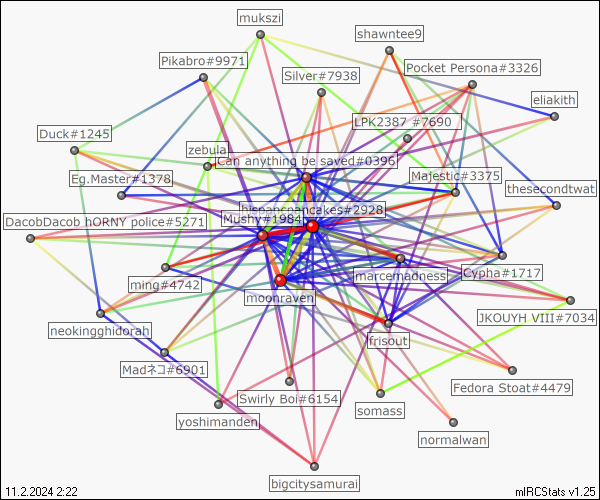 mukszi
shawntee9
Pikabro#9971
Pocket Persona#3326
Silver#7938
eliakith
LPK2387 #7690
Duck#1245
zebula
Can anything be saved#0396
Eg.Master#1378
Majestic#3375
thesecondtwat
hispanicpancakes#2928
DacobDacob hORNY police#5271
Mushy#1984
marcemadness
Cypha#1717
ming#4742
moonraven
JKOUYH VIII#7034
neokingghidorah
frisout
Madネコ#6901
Fedora Stoat#4479
Swirly Boi#6154
somass
yoshimanden
normalwan
bigcitysamurai
11.2.2024 2:22
mIRCStats v1.25